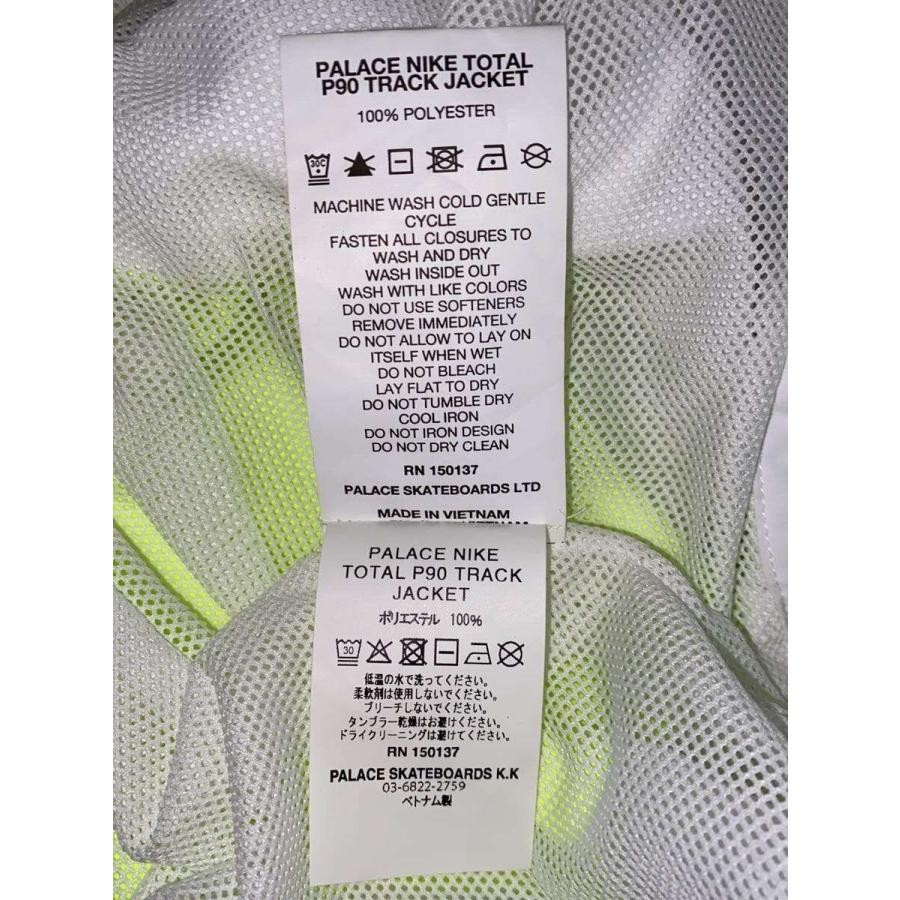 PALACE NIKE TOTAL
P90 TRACK JACKET
100% POLYESTER
30C
MACHINE WASH COLD GENTLE
CYCLE
FASTEN ALL CLOSURES TO
WASH AND DRY
WASH INSIDE OUT
WASH WITH LIKE COLORS
DO NOT USE SOFTENERS
REMOVE IMMEDIATELY
DO NOT ALLOW TO LAY ON
ITSELF WHEN WET
DO NOT BLEACH
LAY FLAT TO DRY
DO NOT TUMBLE DRY
COOL IRON
DO NOT IRON DESIGN
DO NOT DRY CLEAN
RN 150137
PALACE SKATEBOARDS LTD
MADE IN VIETNAM
PALACE NIKE
TOTAL P90 TRACK
JACKET
ポリエステル 100%
30
低温の水で洗ってください。
柔軟剤は使用しないでください。
ブリーチしないでください。
タンブラー乾燥はお避けください。
ドライクリーニングは避けてください。
RN 150137
PALACE SKATEBOARDS K.K
03-6822-2759
ベトナム製